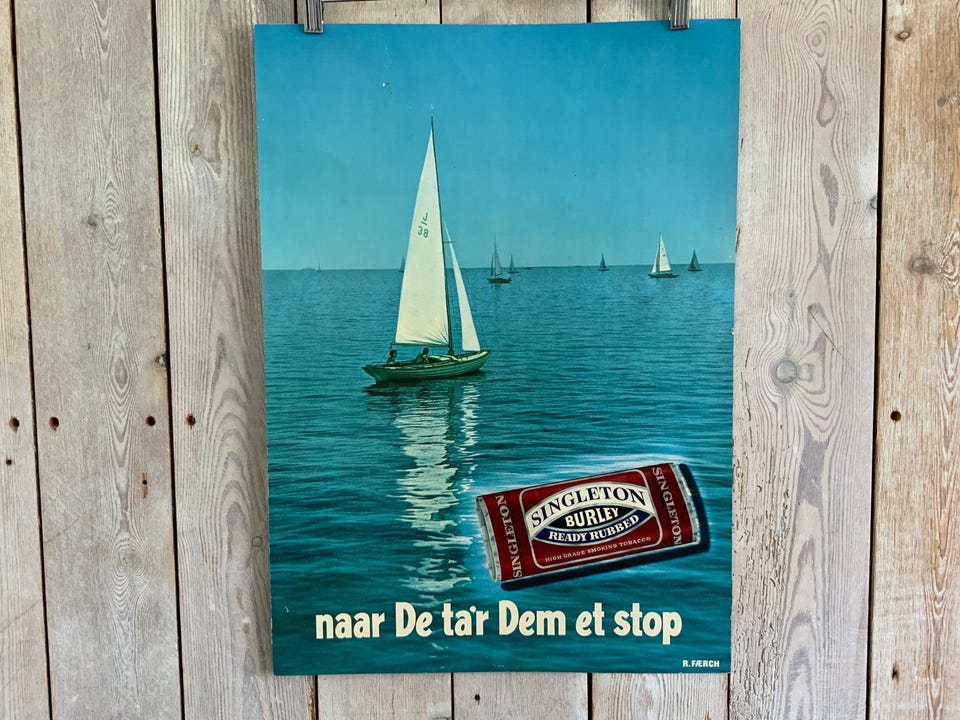 J
38
SINGLETON
SINGLETON
BURLEY
READY RUBBED
HIGH GRADE SMOKING TOBACCO
SINGLETON
naar De ta'r Dem et stop
R. FÆRCH